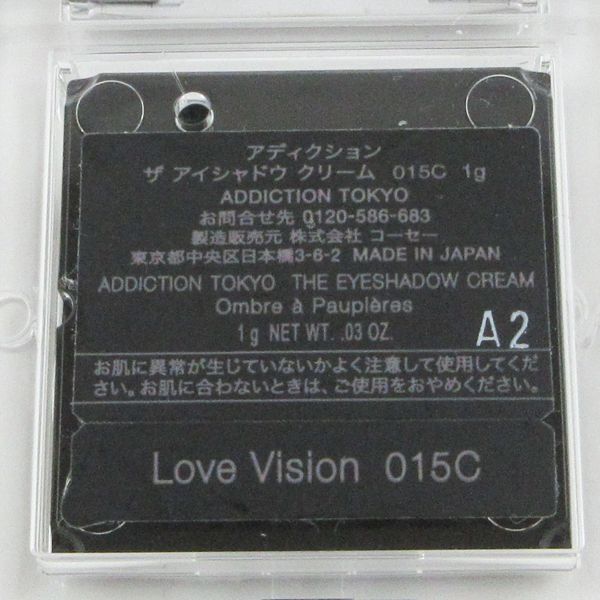 アディクション
ザ アイシャドウ クリーム 015C 1g
ADDICTION TOKYO
お問合せ先 0120-586-683
製造販売元 株式会社 コーセー
東京都中央区日本橋3-6-2 MADE IN JAPAN
ADDICTION TOKYO THE EYESHADOW CREAM
Ombre à Paupières
1 g NET WT. .03 OZ.
A2
お肌に異常が生じていないかよく注意して使用してくだ
さい。お肌に合わないときは、ご使用をおやめください。
Love Vision 015C